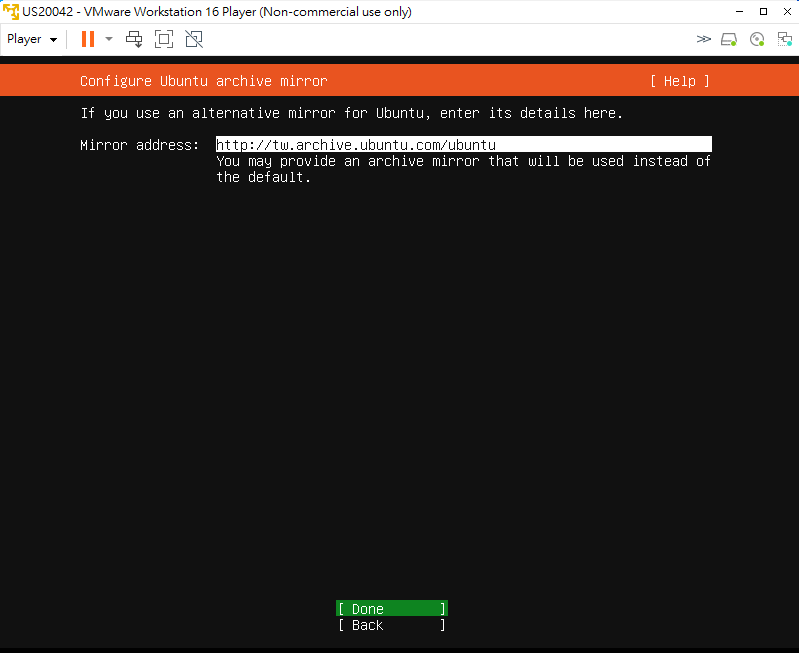 US20042 - VMware Workstation 16 Player (Non-commercial use only)
Player
Configure Ubuntu archive mirror [ Help ]
If you use an alternative mirror for Ubuntu, enter its details here.
Mirror address: http://tw.archive.ubuntu.com/ubuntu
You may provide an archive mirror that will be used instead of
the default.
[ Done ]
[ Back ]